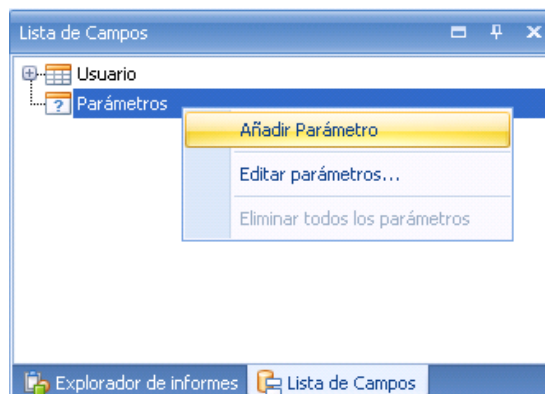 Lista de Campos
Usuario
Parámetros
Añadir Parámetro
Editar parámetros...
Eliminar todos los parámetros
Explorador de informes
Lista de Campos